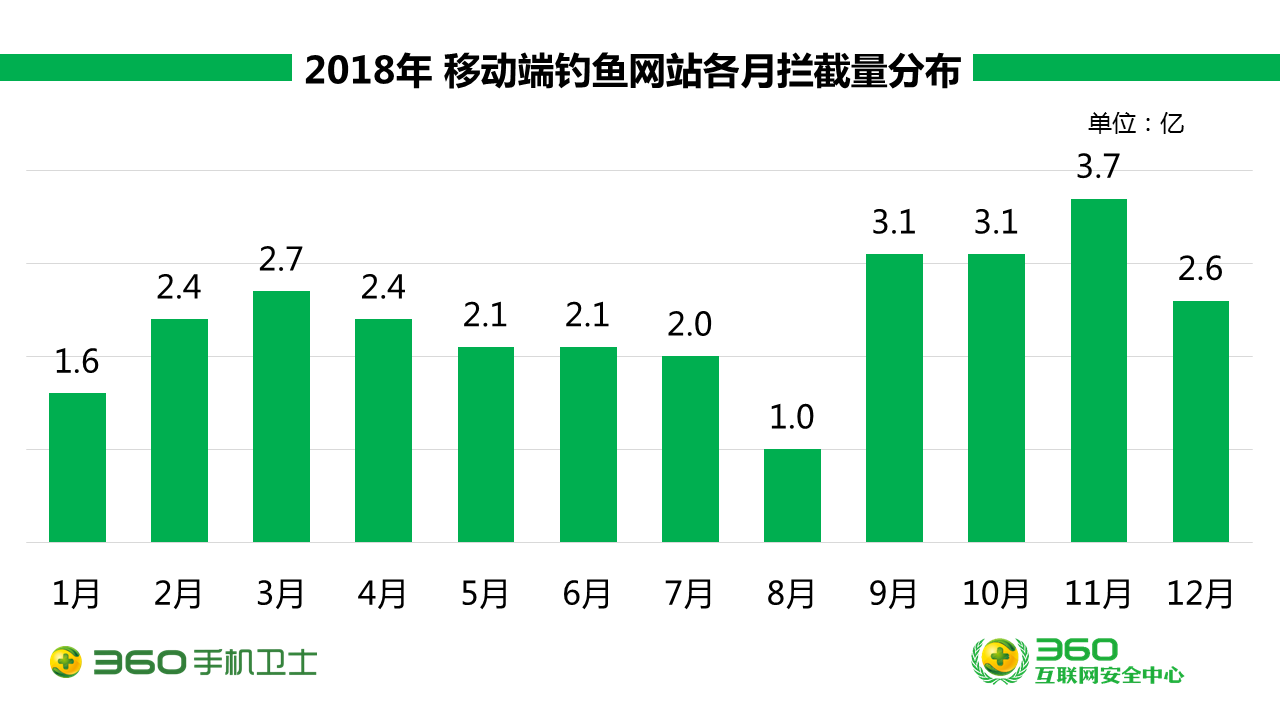 2018年 移动端钓鱼网站各月拦截量分布
单位：亿
1.6 2.4 2.7 2.4 2.1 2.1 2.0 1.0 3.1 3.1 3.7 2.6
1月 2月 3月 4月 5月 6月 7月 8月 9月 10月 11月 12月
360手机卫士
360
互联网安全中心